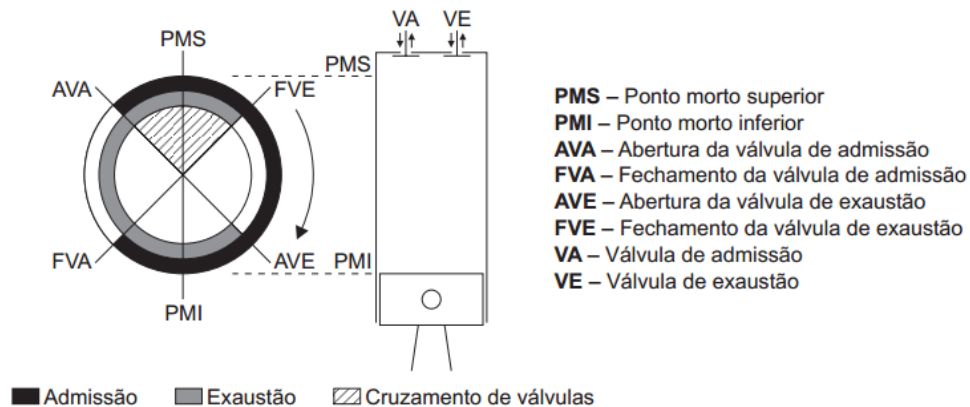 VA VE
PMS
PMS
AVA FVE
FVA AVE PMI
PMI
PMS – Ponto morto superior
PMI – Ponto morto inferior
AVA – Abertura da válvula de admissão
FVA – Fechamento da válvula de admissão
AVE – Abertura da válvula de exaustão
FVE – Fechamento da válvula de exaustão
VA – Válvula de admissão
VE – Válvula de exaustão
Admissão Exaustão Cruzamento de válvulas